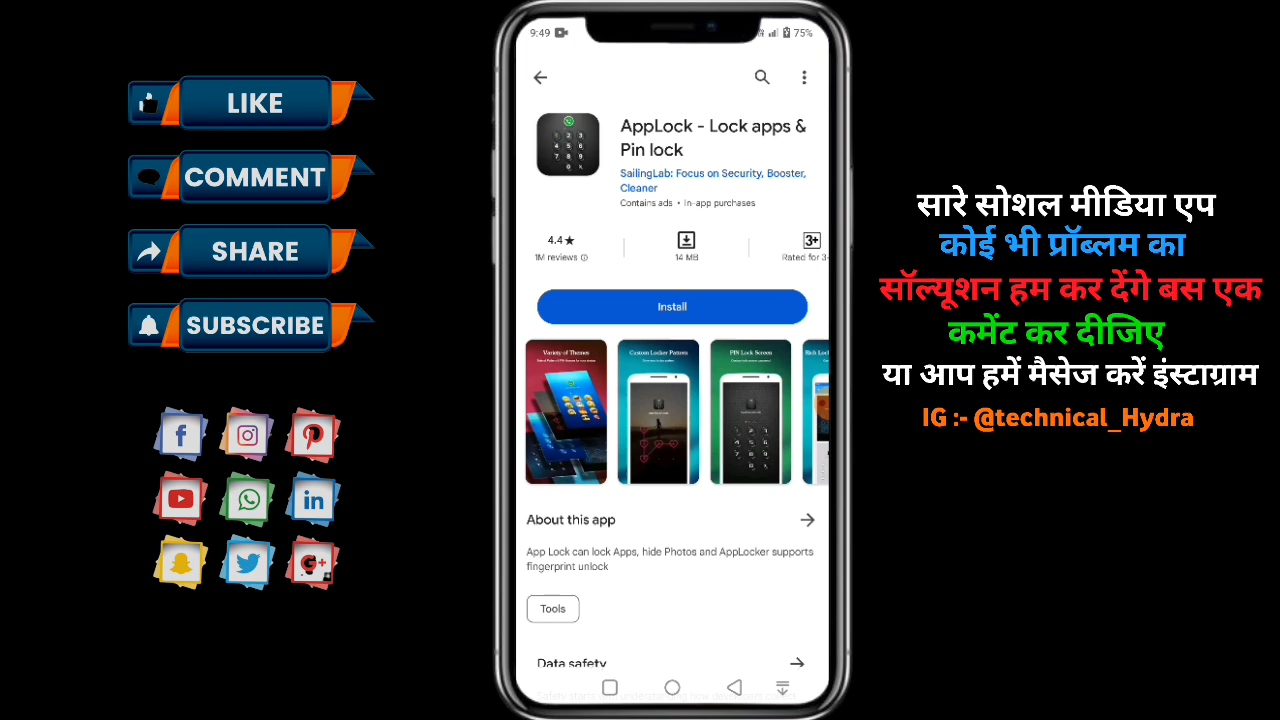 LIKE
COMMENT
SHARE
SUBSCRIBE
9:49
75%
AppLock - Lock apps &
Pin lock
SailingLab: Focus on Security, Booster,
Cleaner
Contains ads • In-app purchases
4.4★
1M reviews
14 MB
3+
Rated for 3+
Install
Variety of Themes
Custom Locker Pattern
PIN Lock Screen
About this app
App Lock can lock Apps, hide Photos and AppLocker supports
fingerprint unlock
Tools
Data safety
सारे सोशल मीडिया एप
कोई भी प्रॉब्लम का
सॉल्यूशन हम कर देंगे बस एक
कमेंट कर दीजिए
या आप हमें मैसेज करें इंस्टाग्राम
IG :- @technical_Hydra